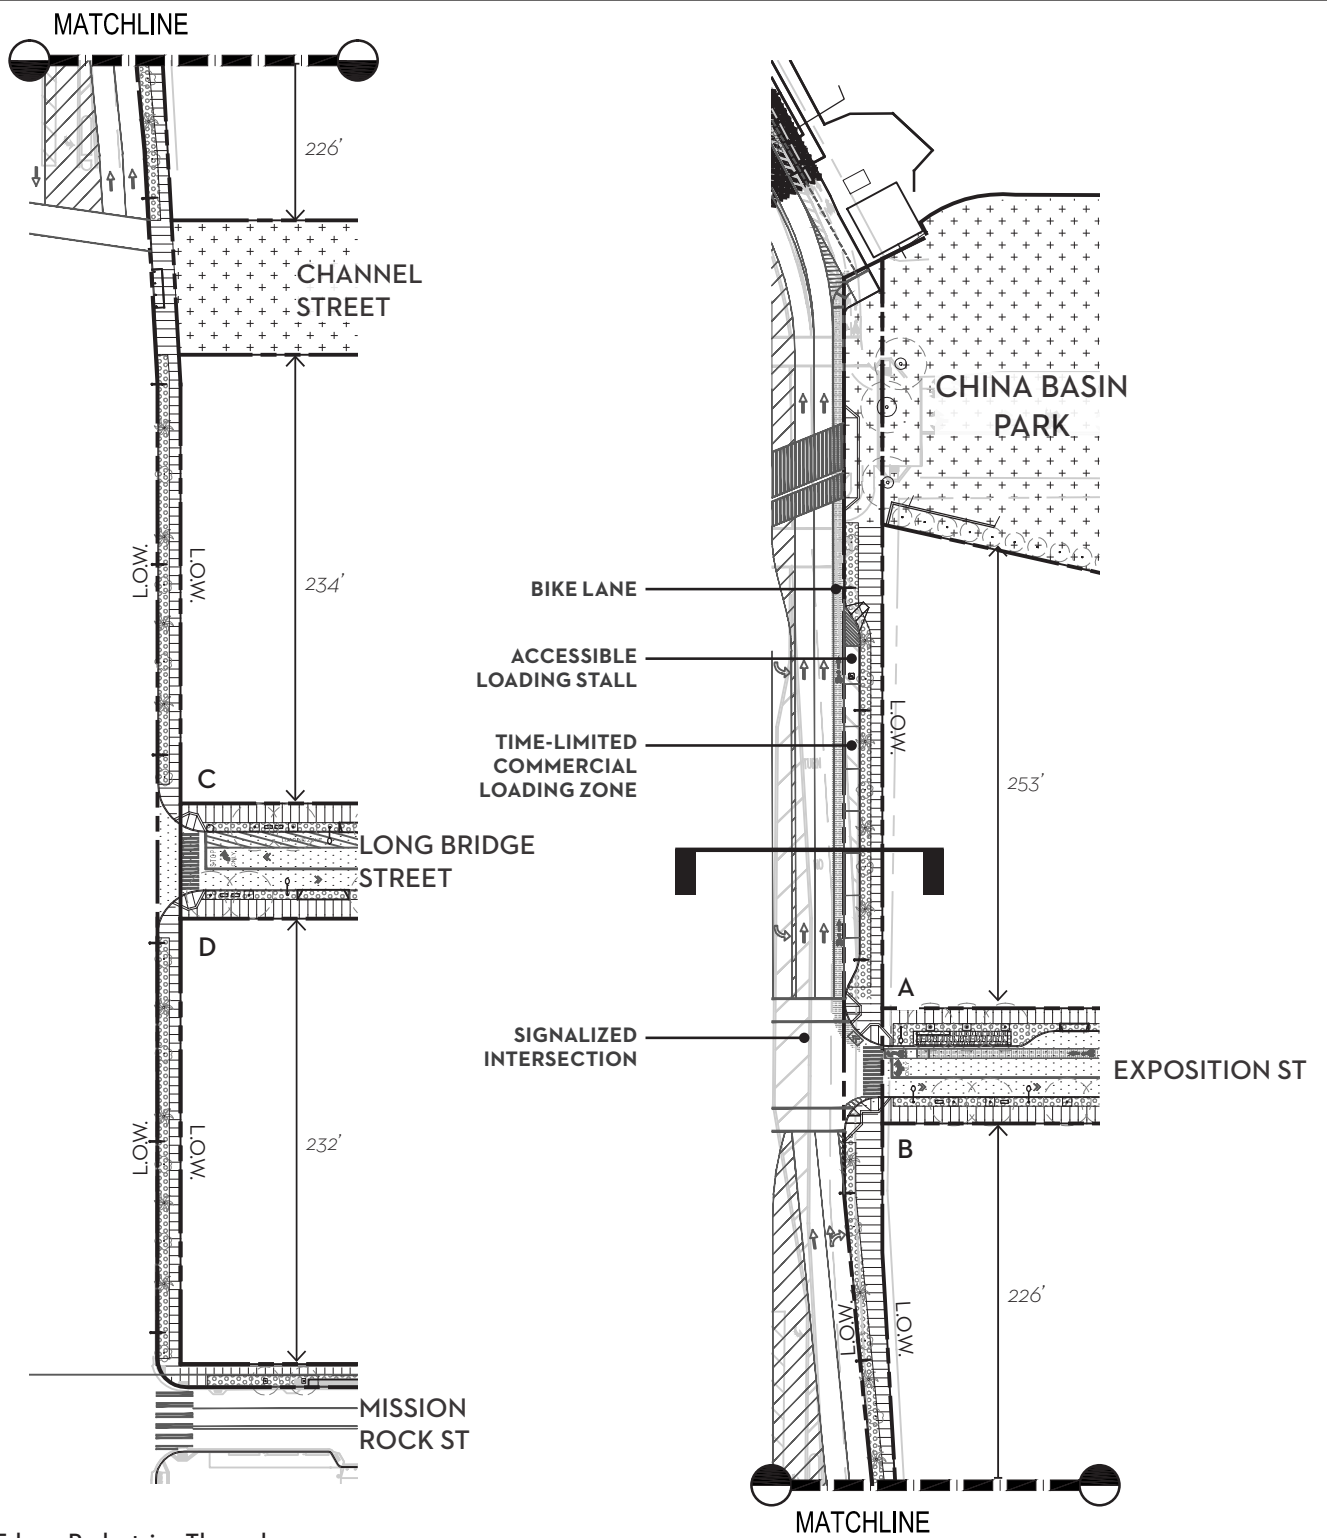 MATCHLINE
226'
CHANNEL
STREET
L.O.W.
L.O.W.
234'
C
LONG BRIDGE
STREET
D
L.O.W.
L.O.W.
232'
MISSION
ROCK ST
CHINA BASIN
PARK
BIKE LANE
ACCESSIBLE
LOADING STALL
L.O.W.
TIME-LIMITED
COMMERCIAL
LOADING ZONE
253'
A
SIGNALIZED
INTERSECTION
EXPOSITION ST
B
226'
L.O.W.
L.O.W.
MATCHLINE